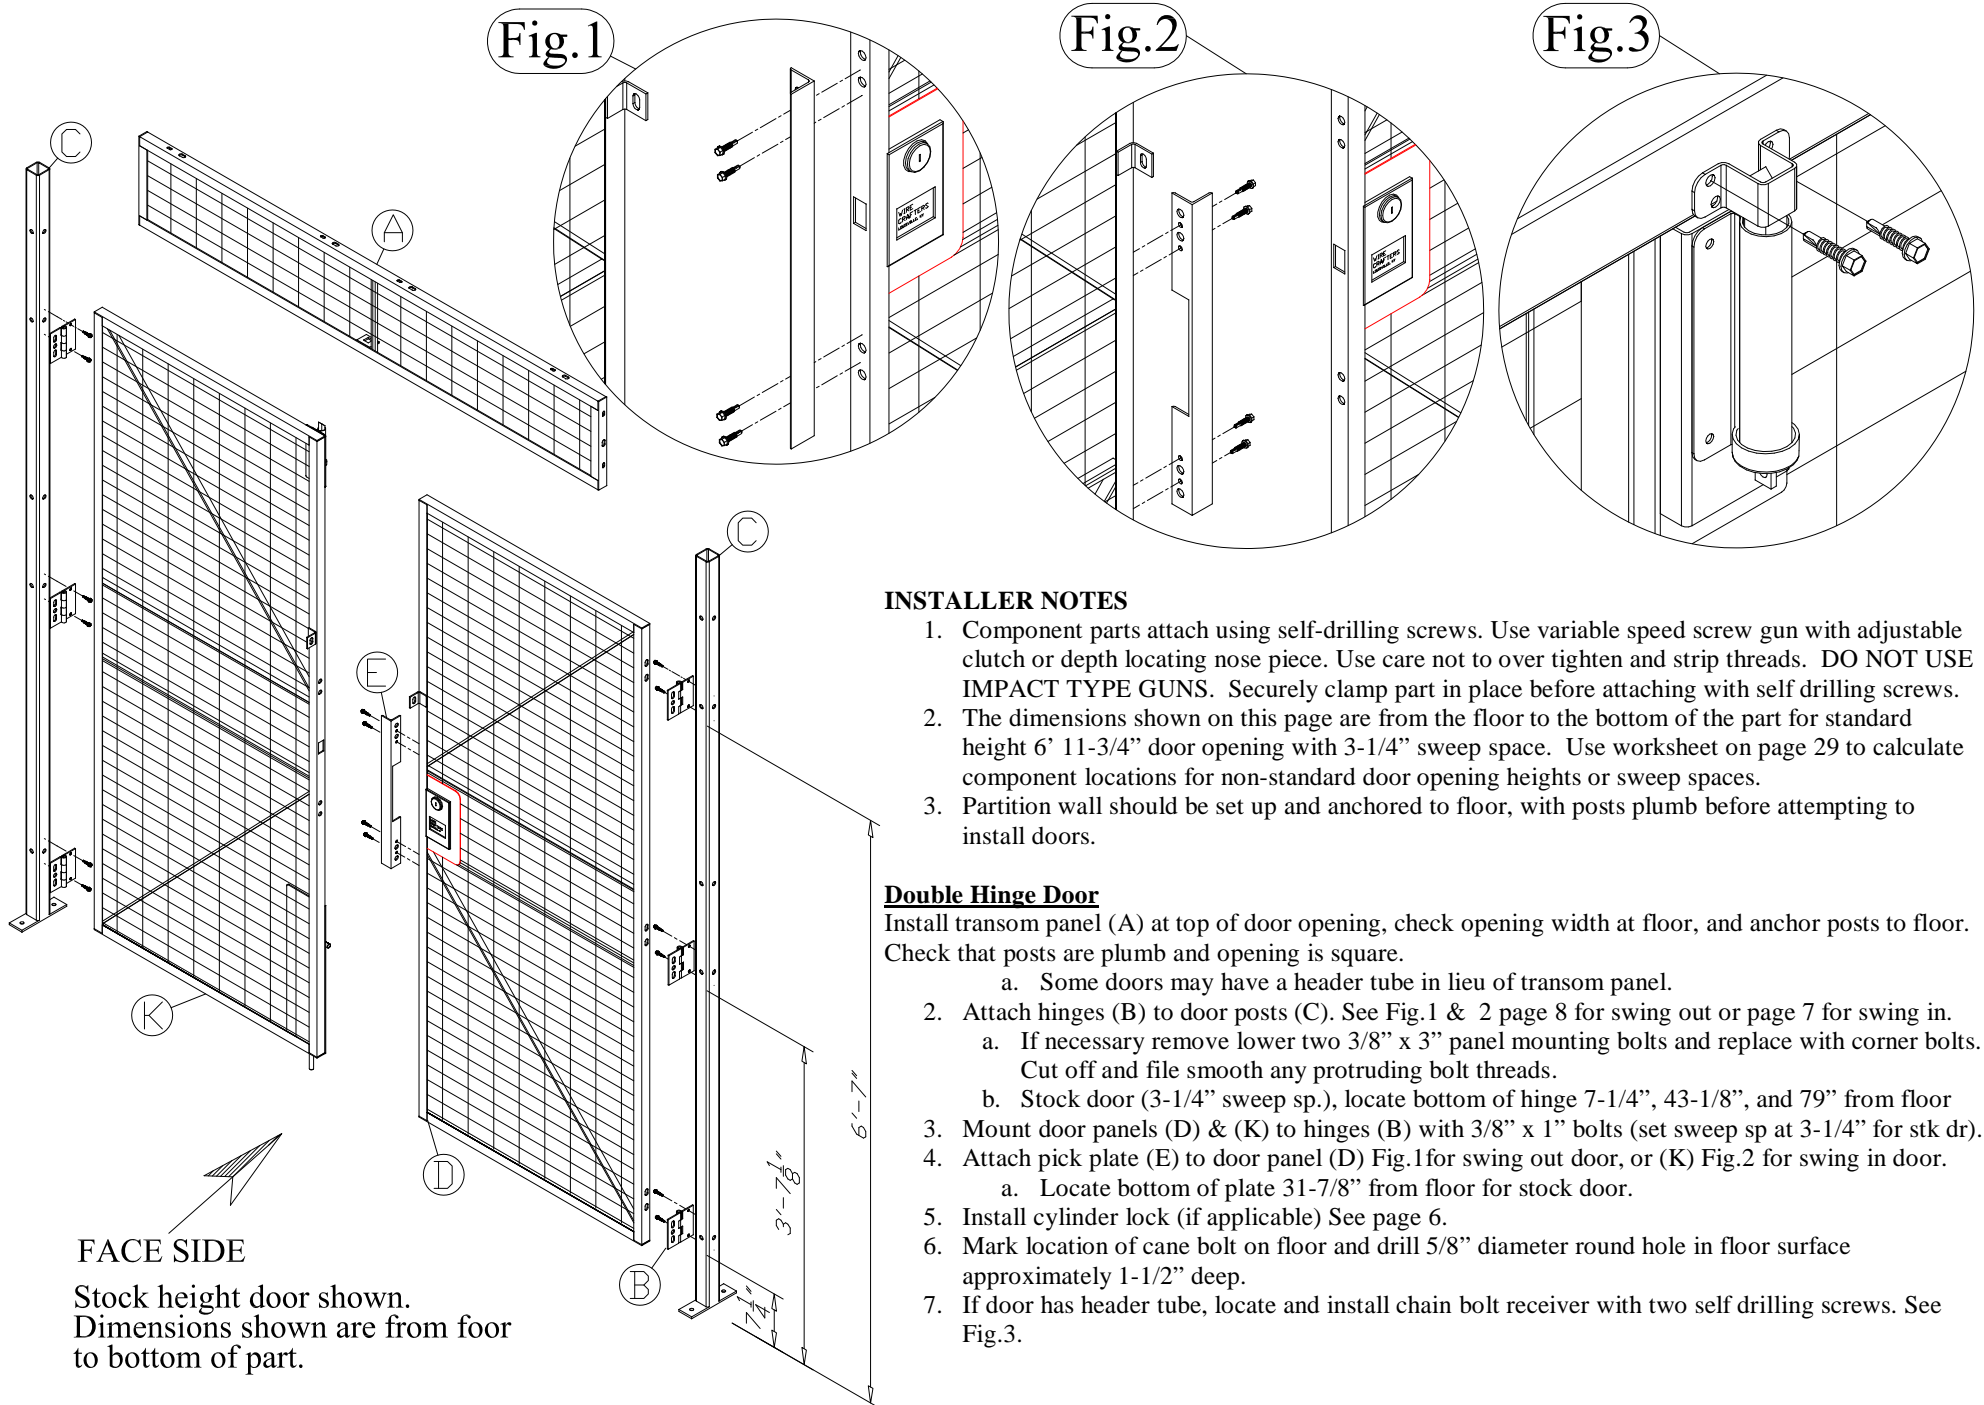 Fig.1
Fig.2
Fig.3
C
A
WIRE
CRAFTERS
WIRE
CRAFTERS
C
E
K
D
B
6'-7"
3'-7 1/8"
7 1/4"
FACE SIDE
Stock height door shown.
Dimensions shown are from foor
to bottom of part.
INSTALLER NOTES
1. Component parts attach using self-drilling screws. Use variable speed screw gun with adjustable
clutch or depth locating nose piece. Use care not to over tighten and strip threads. DO NOT USE
IMPACT TYPE GUNS. Securely clamp part in place before attaching with self drilling screws.
2. The dimensions shown on this page are from the floor to the bottom of the part for standard
height 6’ 11-3/4” door opening with 3-1/4” sweep space. Use worksheet on page 29 to calculate
component locations for non-standard door opening heights or sweep spaces.
3. Partition wall should be set up and anchored to floor, with posts plumb before attempting to
install doors.
Double Hinge Door
Install transom panel (A) at top of door opening, check opening width at floor, and anchor posts to floor.
Check that posts are plumb and opening is square.
a. Some doors may have a header tube in lieu of transom panel.
2. Attach hinges (B) to door posts (C). See Fig.1 & 2 page 8 for swing out or page 7 for swing in.
a. If necessary remove lower two 3/8” x 3” panel mounting bolts and replace with corner bolts.
Cut off and file smooth any protruding bolt threads.
b. Stock door (3-1/4” sweep sp.), locate bottom of hinge 7-1/4”, 43-1/8”, and 79” from floor
3. Mount door panels (D) & (K) to hinges (B) with 3/8” x 1” bolts (set sweep sp at 3-1/4” for stk dr).
4. Attach pick plate (E) to door panel (D) Fig.1for swing out door, or (K) Fig.2 for swing in door.
a. Locate bottom of plate 31-7/8” from floor for stock door.
5. Install cylinder lock (if applicable) See page 6.
6. Mark location of cane bolt on floor and drill 5/8” diameter round hole in floor surface
approximately 1-1/2” deep.
7. If door has header tube, locate and install chain bolt receiver with two self drilling screws. See
Fig.3.